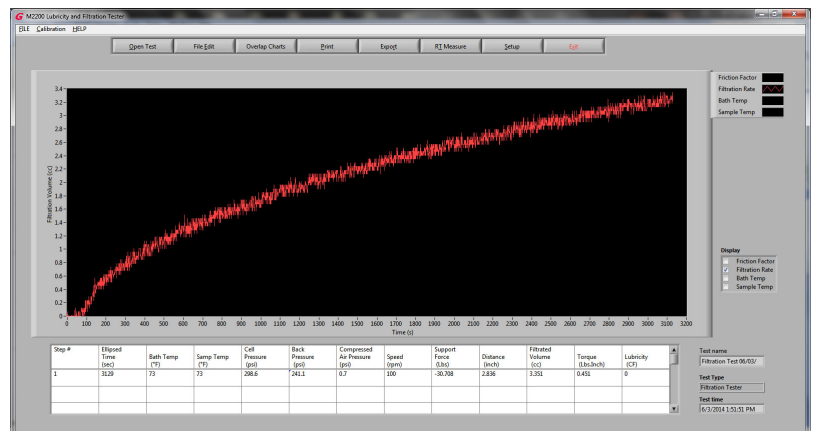 M2200 Lubricity and Filtration Tester
FILE Calibration HELP
Open Test File Edit Overlap Charts Print Export RT Measure Setup Exit
Friction Factor
Filtration Rate
Bath Temp
Sample Temp
Filtration Volume (cc)
3.4
3.2
3
2.8
2.6
2.4
2.2
2
1.8
1.6
1.4
1.2
1
0.8
0.6
0.4
0.2
0
0 100 200 300 400 500 600 700 800 900 1000 1100 1200 1300 1400 1500 1600 1700 1800 1900 2000 2100 2200 2300 2400 2500 2600 2700 2800 2900 3000 3100 3200
Time (s)
Display
Friction Factor
Filtration Rate
Bath Temp
Sample Temp
Step # Ellipsed Time (sec) Bath Temp (°F) Samp Temp (°F) Cell Pressure (psi) Back Pressure (psi) Compressed Air Pressure (psi) Speed (rpm) Support Force (Lbs) Distance (inch) Filtrated Volume (cc) Torque (Lbs.Inch) Lubricity (CF)
1 3129 73 73 298.6 241.1 0.7 100 -30.708 2.836 3.351 0.451 0
Test name
Filtration Test 06/03/
Test Type
Filtration Tester
Test time
6/3/2014 1:51:51 PM